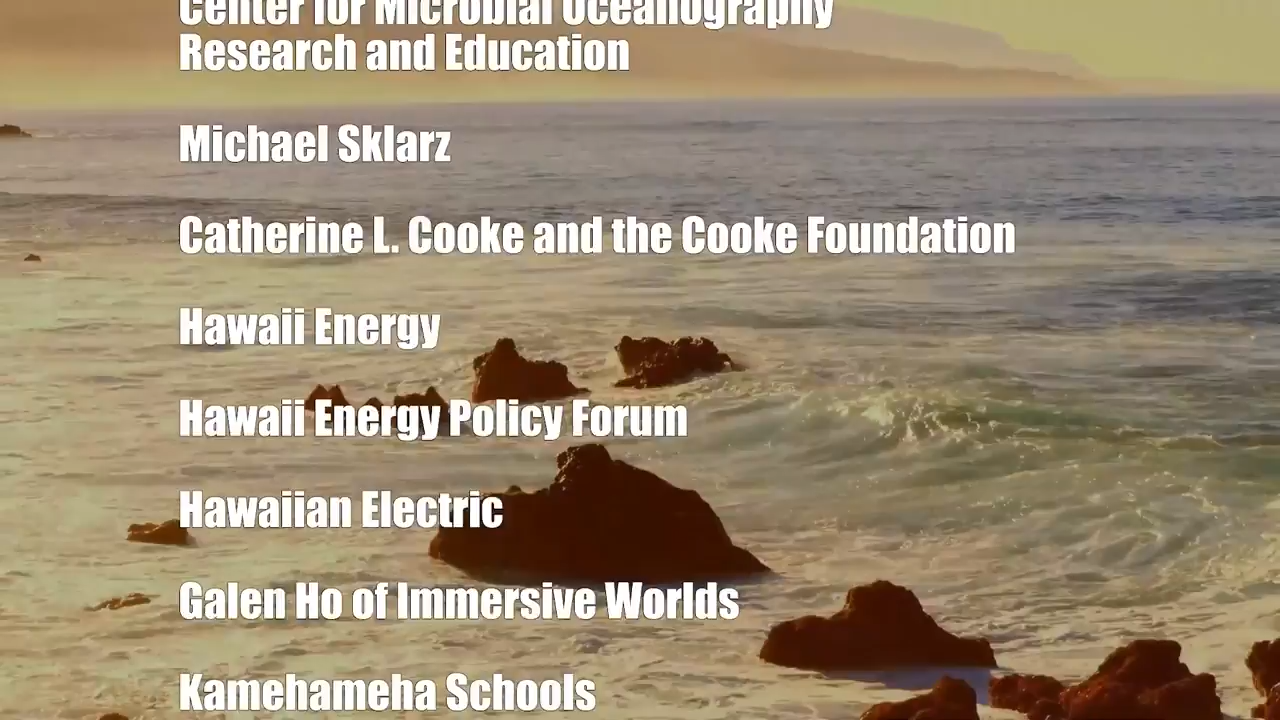 Center for Microbial Oceanography
Research and Education
Michael Sklarz
Catherine L. Cooke and the Cooke Foundation
Hawaii Energy
Hawaii Energy Policy Forum
Hawaiian Electric
Galen Ho of Immersive Worlds
Kamehameha Schools